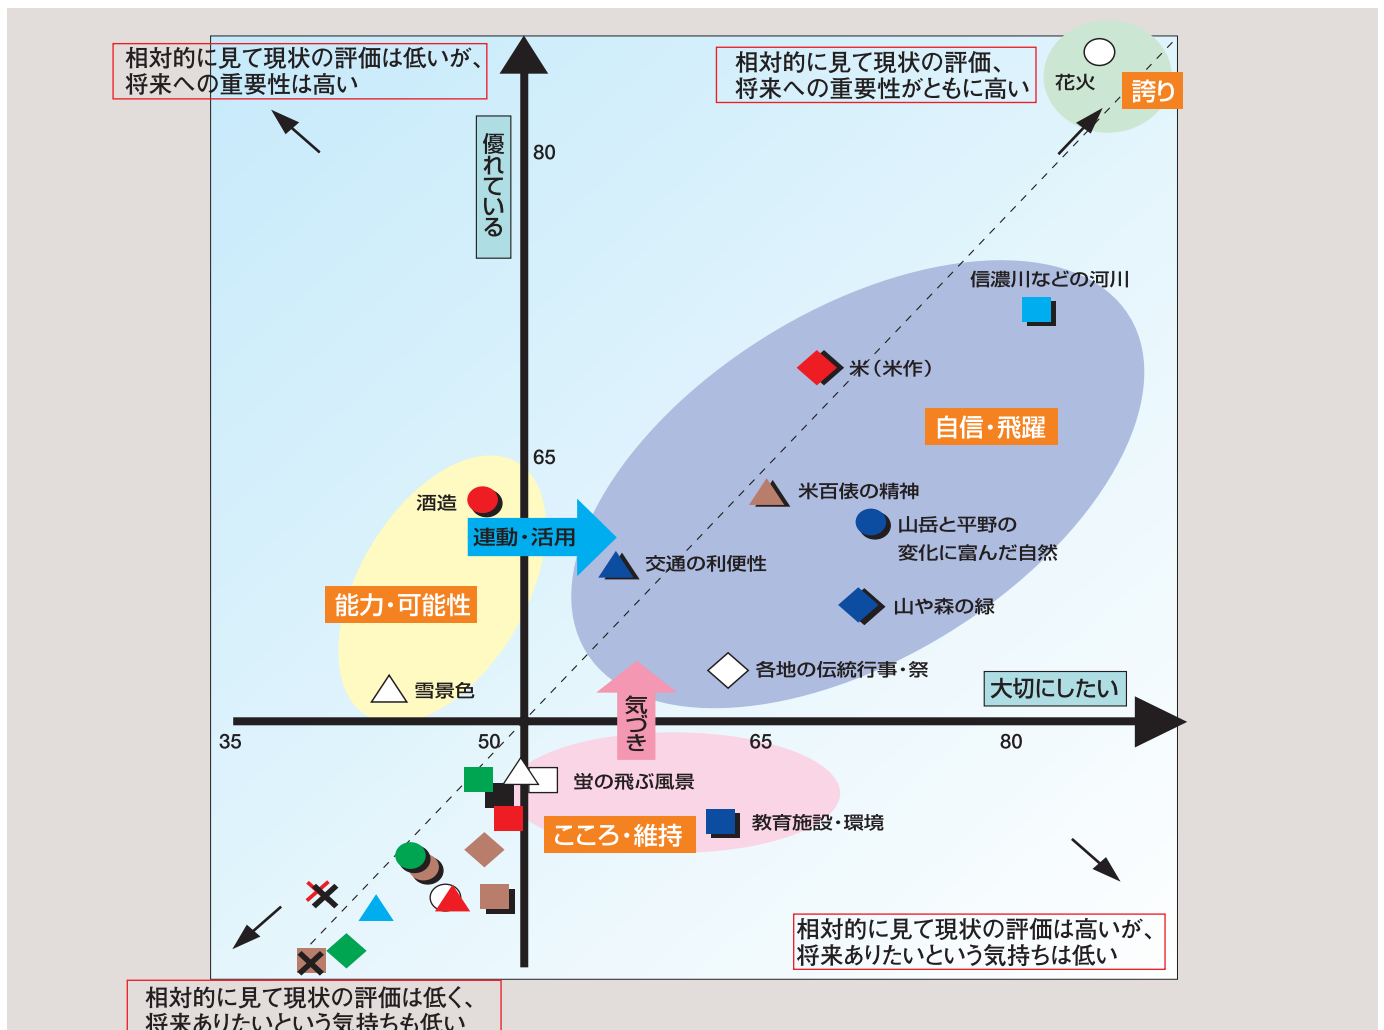 相対的に見て現状の評価は低いが、
将来への重要性は高い
相対的に見て現状の評価、
将来への重要性がともに高い
花火
誇り
優れている
80
信濃川などの河川
米（米作）
自信・飛躍
65
酒造
米百俵の精神
連動・活用
山岳と平野の
変化に富んだ自然
交通の利便性
能力・可能性
山や森の緑
各地の伝統行事・祭
雪景色
大切にしたい
気づき
35
50
65
80
蛍の飛ぶ風景
教育施設・環境
こころ・維持
相対的に見て現状の評価は高いが、
将来ありたいという気持ちは低い
相対的に見て現状の評価は低く、
将来ありたいという気持ちも低い